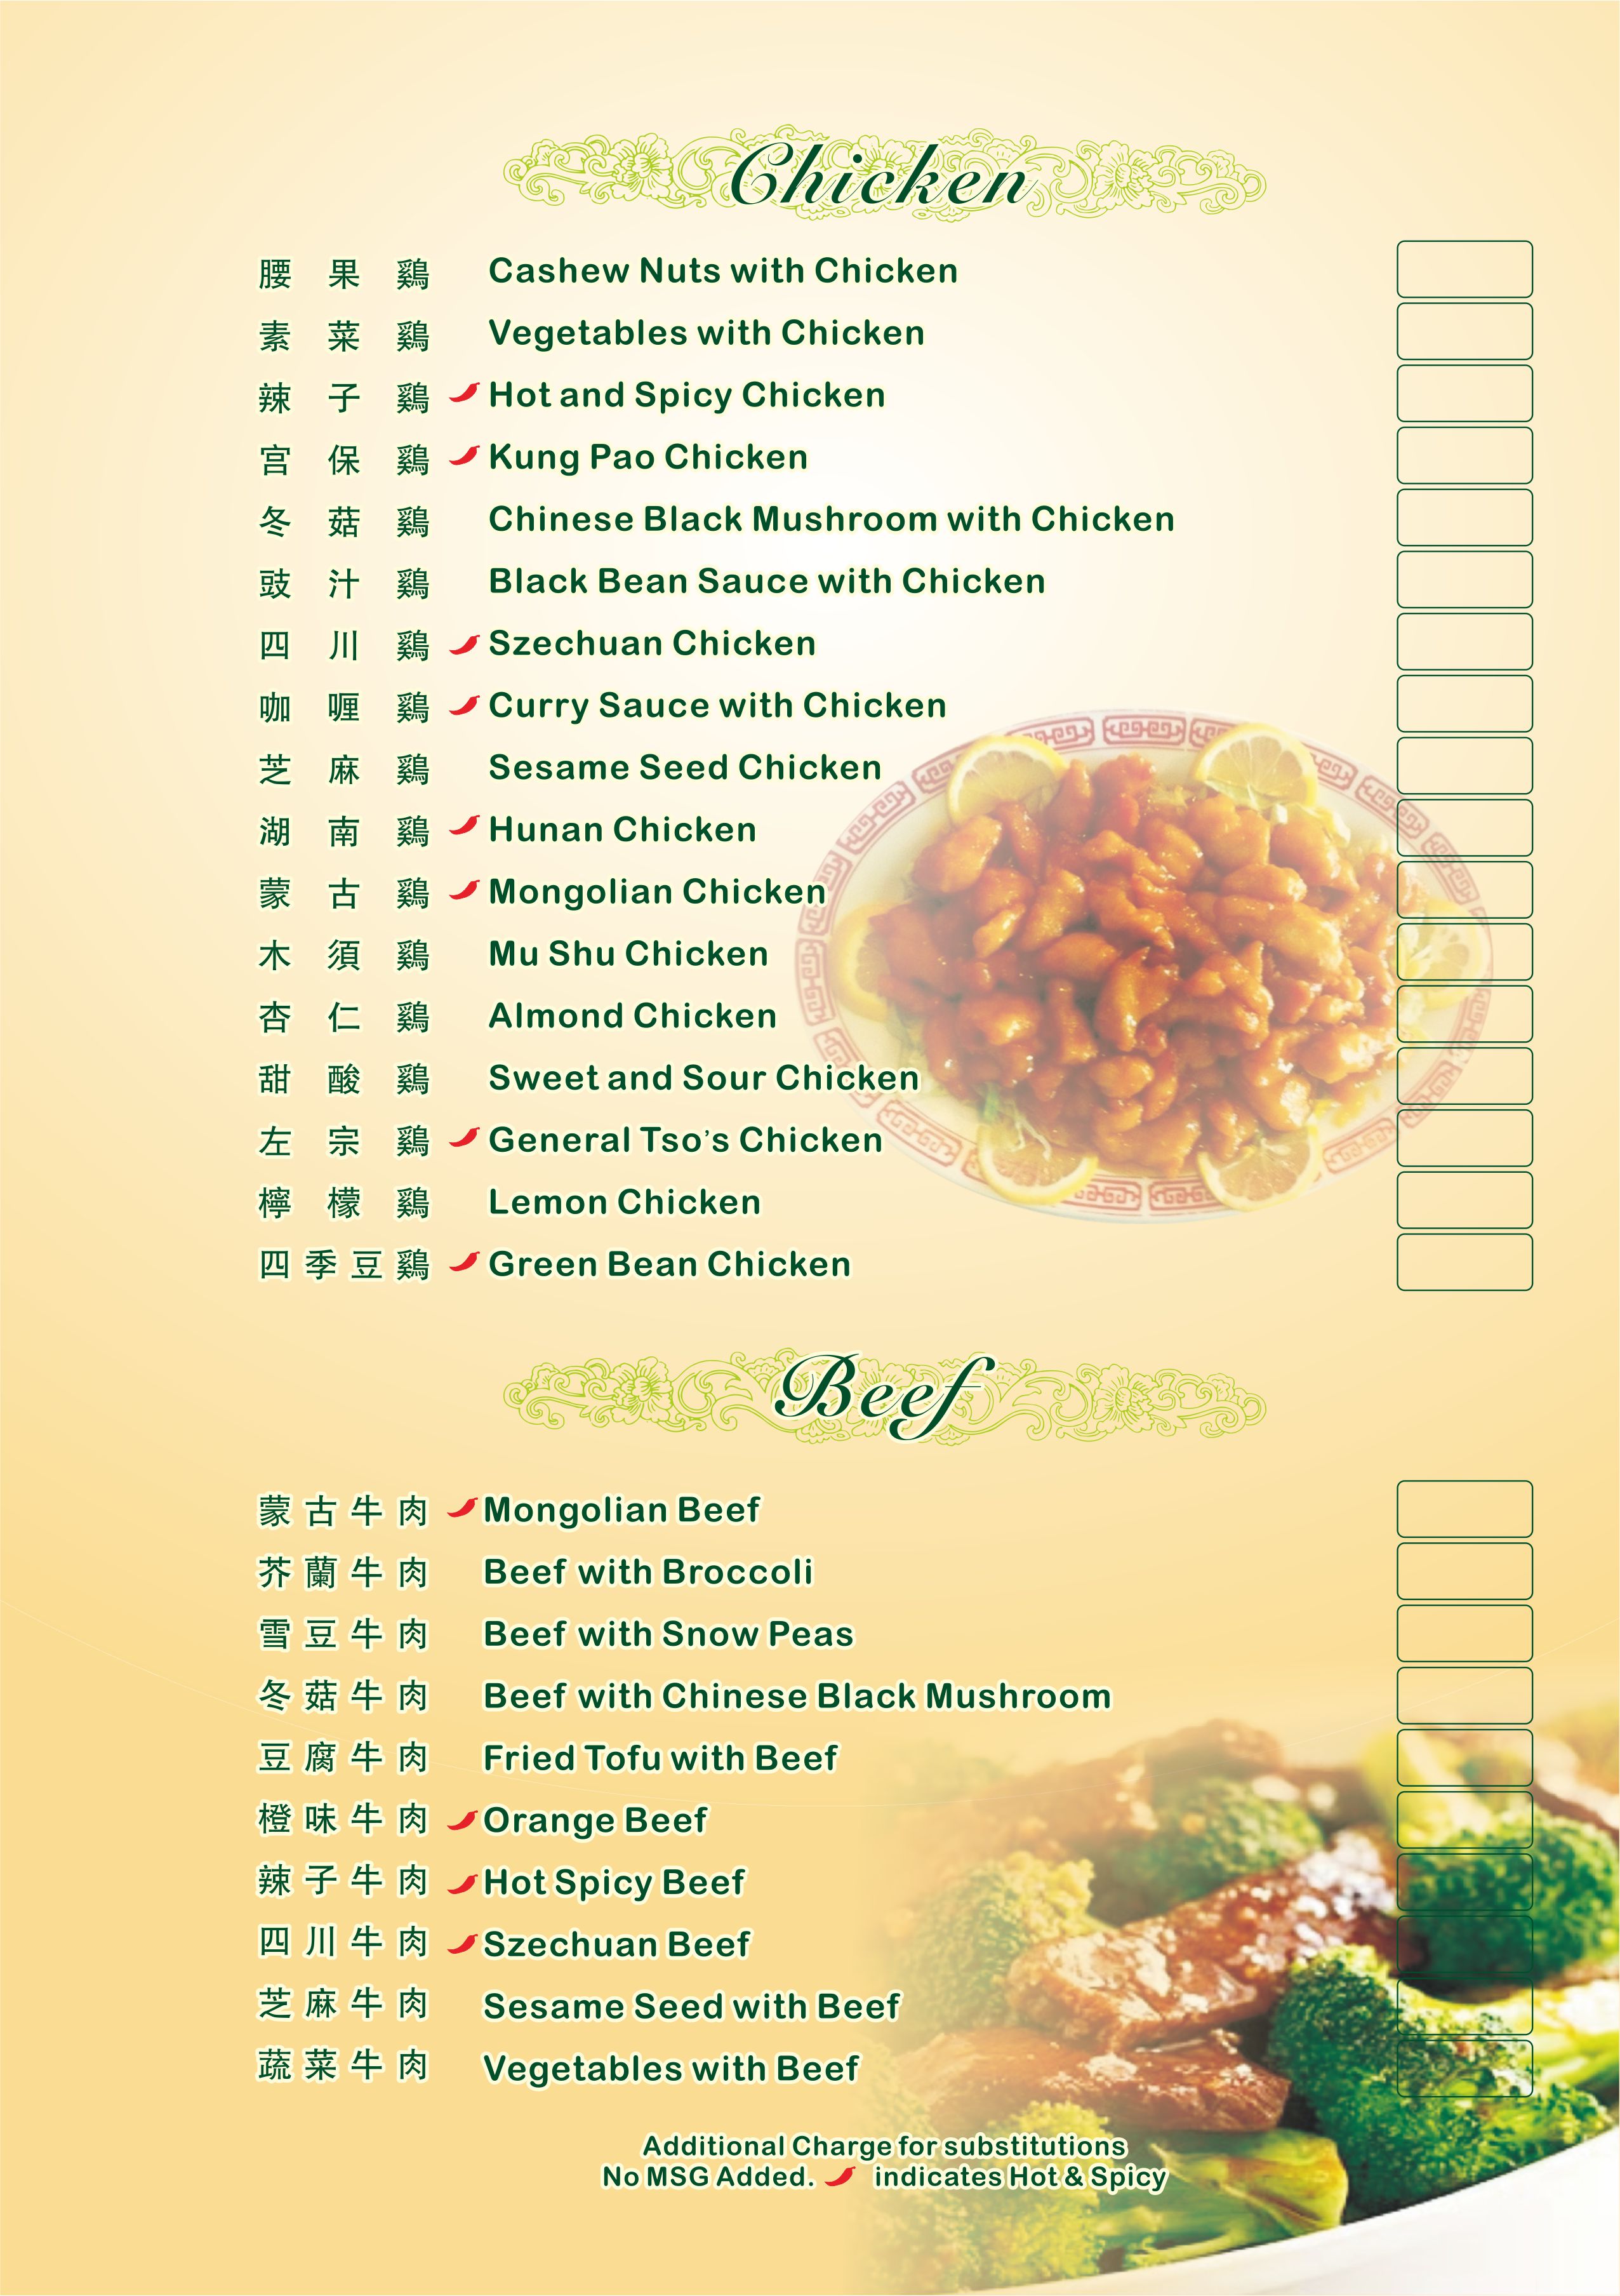 Chicken
腰果鷄 Cashew Nuts with Chicken
素菜鷄 Vegetables with Chicken
辣子鷄 Hot and Spicy Chicken
宫保鷄 Kung Pao Chicken
冬菇鷄 Chinese Black Mushroom with Chicken
豉汁鷄 Black Bean Sauce with Chicken
四川鷄 Szechuan Chicken
咖喱鷄 Curry Sauce with Chicken
芝麻鷄 Sesame Seed Chicken
湖南鷄 Hunan Chicken
蒙古鷄 Mongolian Chicken
木須鷄 Mu Shu Chicken
杏仁鷄 Almond Chicken
甜酸鷄 Sweet and Sour Chicken
左宗鷄 General Tso's Chicken
檸檬鷄 Lemon Chicken
四季豆鷄 Green Bean Chicken
Beef
蒙古牛肉 Mongolian Beef
芥蘭牛肉 Beef with Broccoli
雪豆牛肉 Beef with Snow Peas
冬菇牛肉 Beef with Chinese Black Mushroom
豆腐牛肉 Fried Tofu with Beef
橙味牛肉 Orange Beef
辣子牛肉 Hot Spicy Beef
四川牛肉 Szechuan Beef
芝麻牛肉 Sesame Seed with Beef
蔬菜牛肉 Vegetables with Beef
Additional Charge for substitutions
No MSG Added. indicates Hot & Spicy